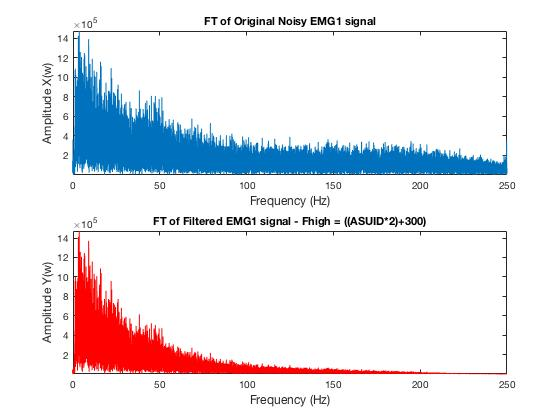 FT of Original Noisy EMG1 signal
×10^5
14
12
10
8
6
4
2
Amplitude X(w)
0 50 100 150 200 250
Frequency (Hz)
FT of Filtered EMG1 signal - Fhigh = ((ASUID*2)+300)
×10^5
14
12
10
8
6
4
2
Amplitude Y(w)
0 50 100 150 200 250
Frequency (Hz)